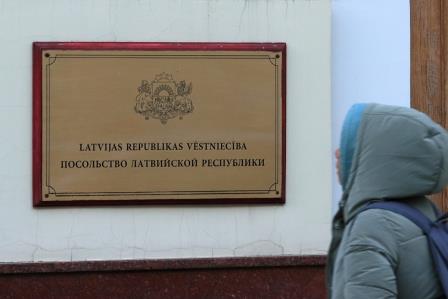 LATVIJAS REPUBLIKAS VĒSTNIECĪBA
ПОСОЛЬСТВО ЛАТВИЙСКОЙ РЕСПУБЛИКИ